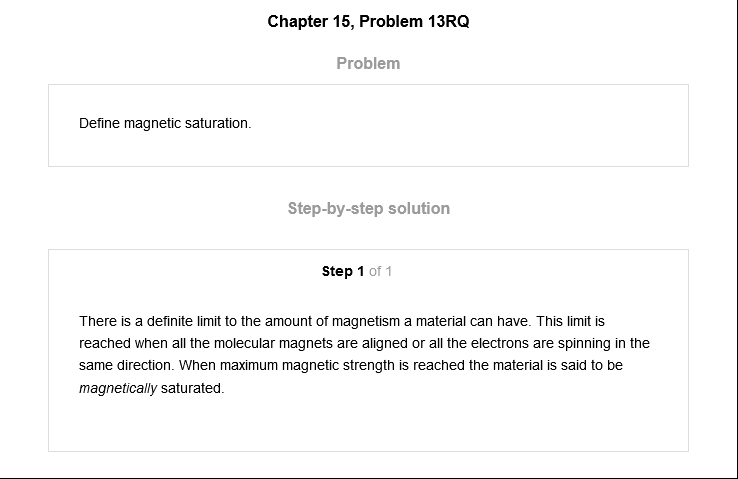 Chapter 15, Problem 13RQ
Problem
Define magnetic saturation.
Step-by-step solution
Step 1 of 1
There is a definite limit to the amount of magnetism a material can have. This limit is
reached when all the molecular magnets are aligned or all the electrons are spinning in the
same direction. When maximum magnetic strength is reached the material is said to be
magnetically saturated.